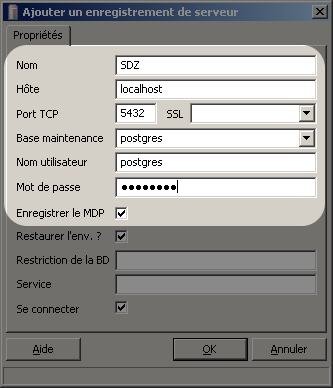 Ajouter un enregistrement de serveur
Propriétés
Nom SDZ
Hôte localhost
Port TCP 5432 SSL
Base maintenance postgres
Nom utilisateur postgres
Mot de passe ●●●●●●●●
Enregistrer le MDP
Restaurer l'env. ?
Restriction de la BD
Service
Se connecter
Aide OK Annuler